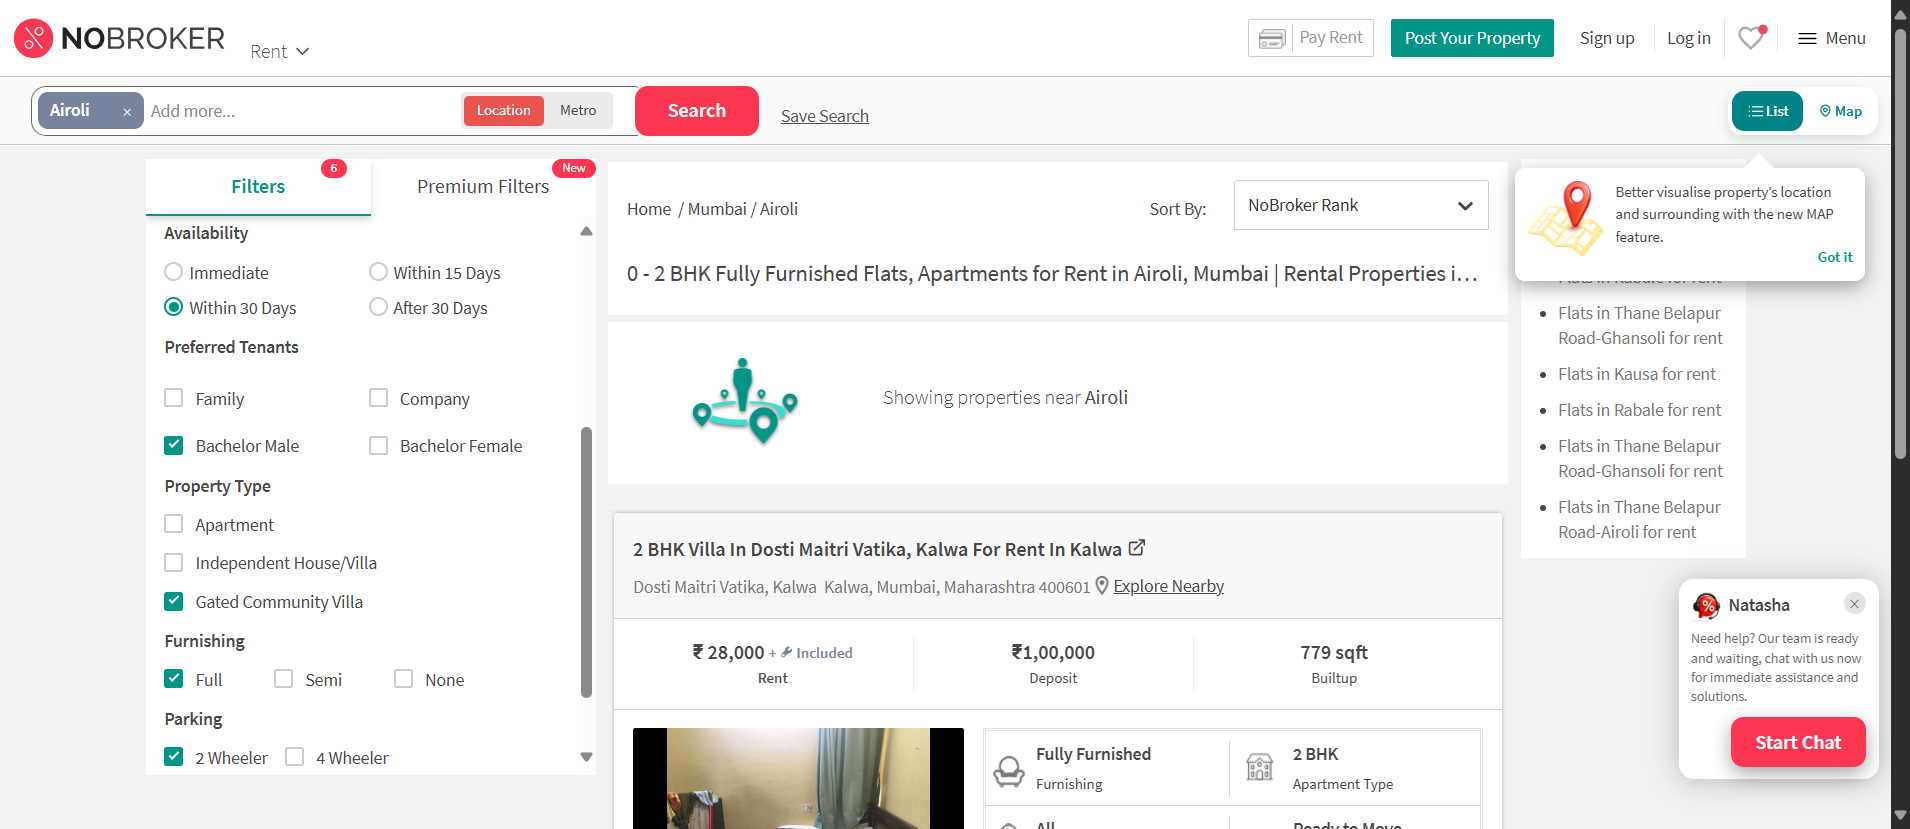 NOBROKER
Rent
Pay Rent
Post Your Property
Sign up
Log in
Menu
Airoli ×
Add more...
Location
Metro
Search
Save Search
List
Map
Filters
6
Premium Filters
New
Availability
Immediate
Within 15 Days
Within 30 Days
After 30 Days
Preferred Tenants
Family
Company
Bachelor Male
Bachelor Female
Property Type
Apartment
Independent House/Villa
Gated Community Villa
Furnishing
Full
Semi
None
Parking
2 Wheeler
4 Wheeler
Home / Mumbai / Airoli
Sort By:
NoBroker Rank
0 - 2 BHK Fully Furnished Flats, Apartments for Rent in Airoli, Mumbai | Rental Properties i...
Showing properties near Airoli
2 BHK Villa In Dosti Maitri Vatika, Kalwa For Rent In Kalwa
Dosti Maitri Vatika, Kalwa Kalwa, Mumbai, Maharashtra 400601
Explore Nearby
₹ 28,000 + Included
Rent
₹1,00,000
Deposit
779 sqft
Builtup
Fully Furnished
Furnishing
2 BHK
Apartment Type
All
Ready to Move
Better visualise property's location
and surrounding with the new MAP
feature.
Got it
Flats in Rabale for rent
Flats in Thane Belapur
Road-Ghansoli for rent
Flats in Kausa for rent
Flats in Rabale for rent
Flats in Thane Belapur
Road-Ghansoli for rent
Flats in Thane Belapur
Road-Airoli for rent
Natasha
Need help? Our team is ready
and waiting, chat with us now
for immediate assistance and
solutions.
Start Chat